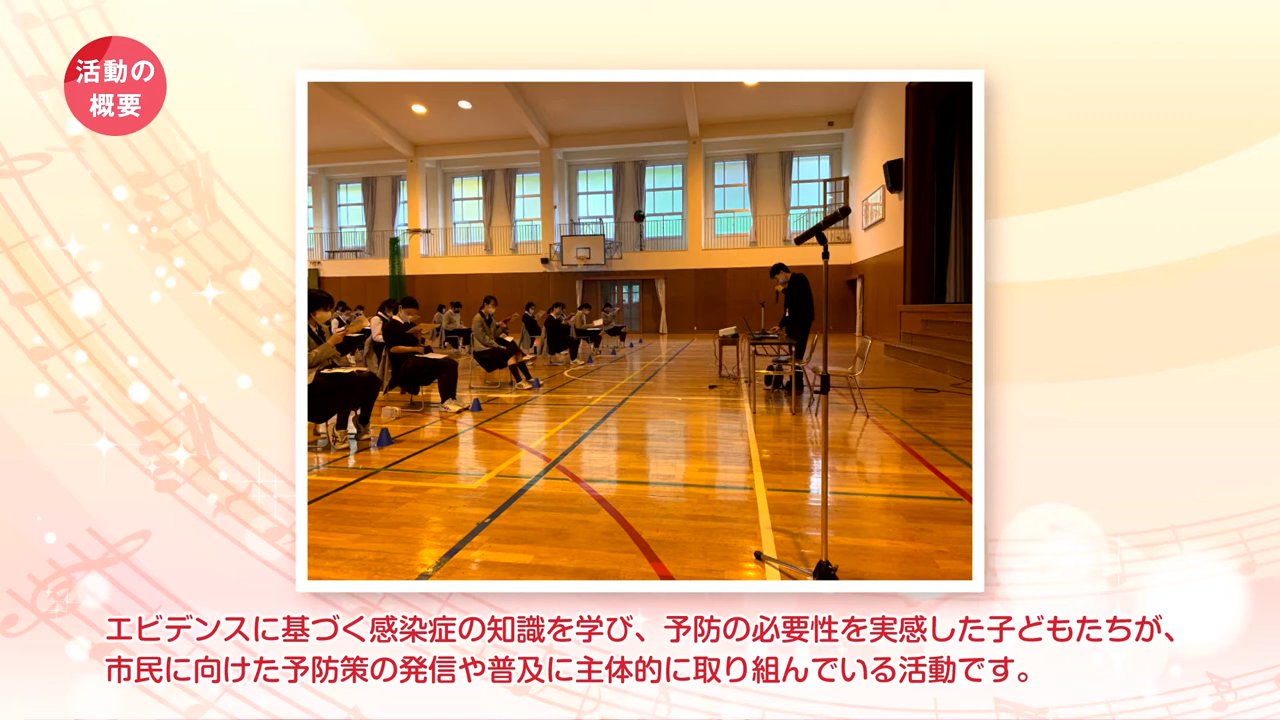 活動の
概要
エビデンスに基づく感染症の知識を学び、予防の必要性を実感した子どもたちが、
市民に向けた予防策の発信や普及に主体的に取り組んでいる活動です。